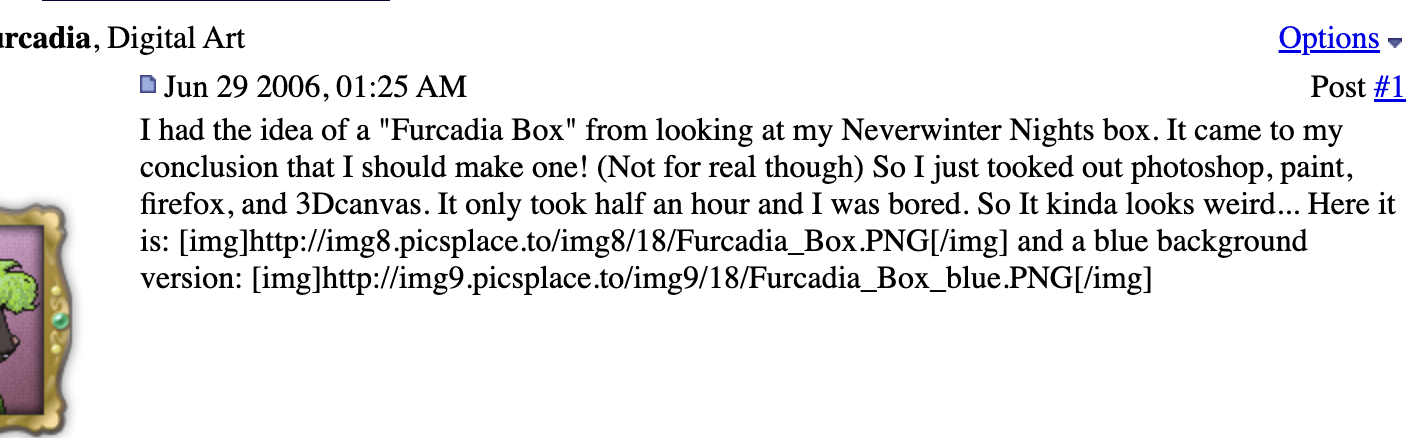 urcadia, Digital Art
Options
Jun 29 2006, 01:25 AM
Post #1
I had the idea of a "Furcadia Box" from looking at my Neverwinter Nights box. It came to my
conclusion that I should make one! (Not for real though) So I just tooked out photoshop, paint,
firefox, and 3Dcanvas. It only took half an hour and I was bored. So It kinda looks weird... Here it
is: [img]http://img8.picsplace.to/img8/18/Furcadia_Box.PNG[/img] and a blue background
version: [img]http://img9.picsplace.to/img9/18/Furcadia_Box_blue.PNG[/img]